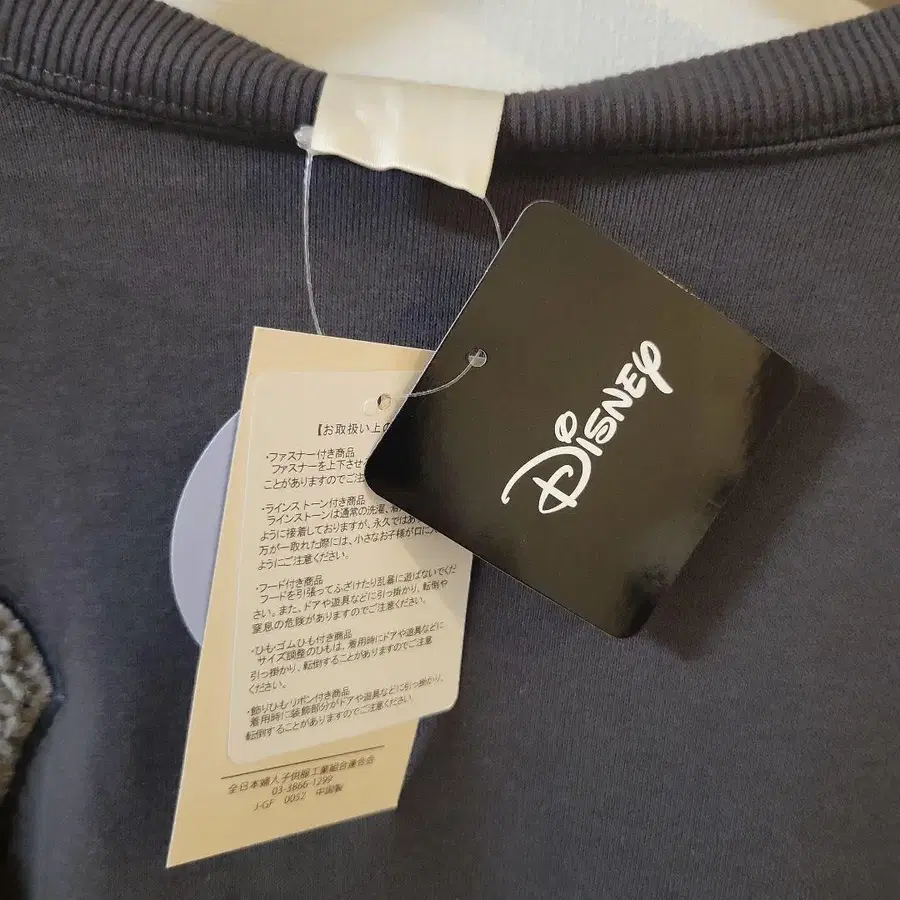 DISNEY
【お取扱い上の
・ファスナー付き商品
ファスナーを上下させ
ことがありますのでご注
・ラインストーン付き商品
ラインストーンは通常の洗濯、着
ように接着しておりますが、永久ではあ
万が一取れた際には、小さなお子様が口に入
ようにご注意ください。
・フード付き商品
フードを引張ってふざけたり乱暴に遊ばないでくだ
さい。また、ドアや遊具などに引っ掛かり、転倒や
窒息の危険がありますのでご注意ください。
・ひも・ゴムひも付き商品
サイズ調整のひもは、着用時にドアや遊具などに
引っ掛かり、転倒することがありますのでご注意
ください。
・飾りひも・リボン付き商品
着用時に装飾部分がドアや遊具などに引っ掛かり、
転倒することがありますのでご注意ください。
全日本婦人子供服工業組合連合会
03-3866-1299
J-GF 0052 中国製